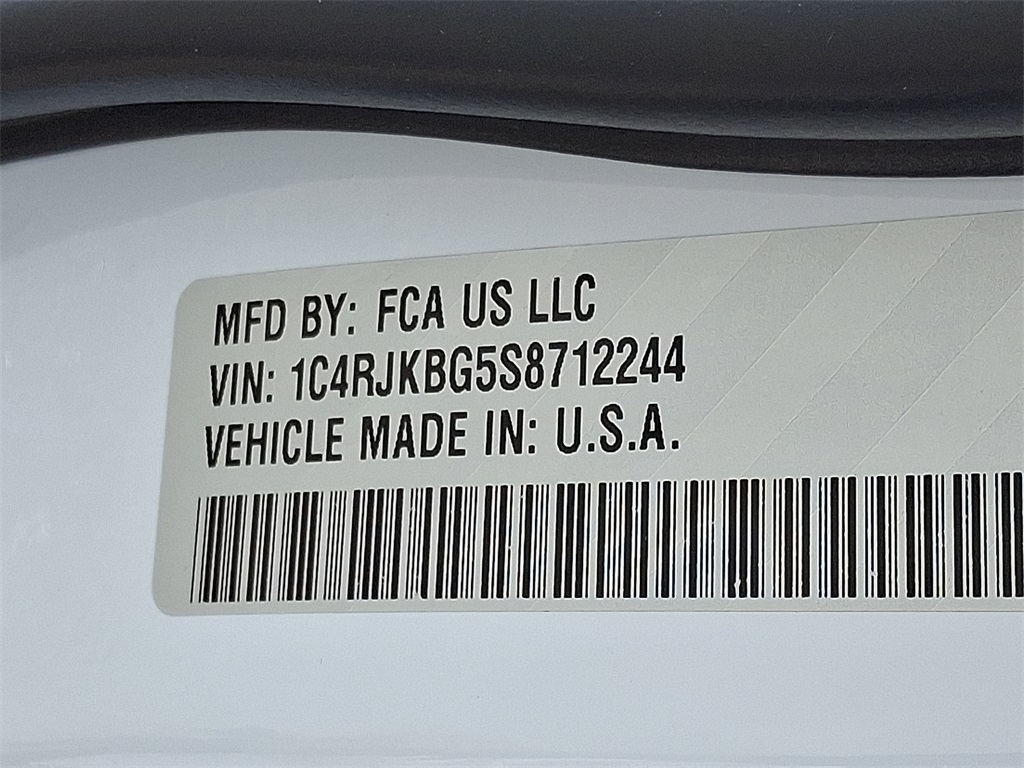 MFD BY: FCA US LLC
VIN: 1C4RJKBG5S8712244
VEHICLE MADE IN: U.S.A.